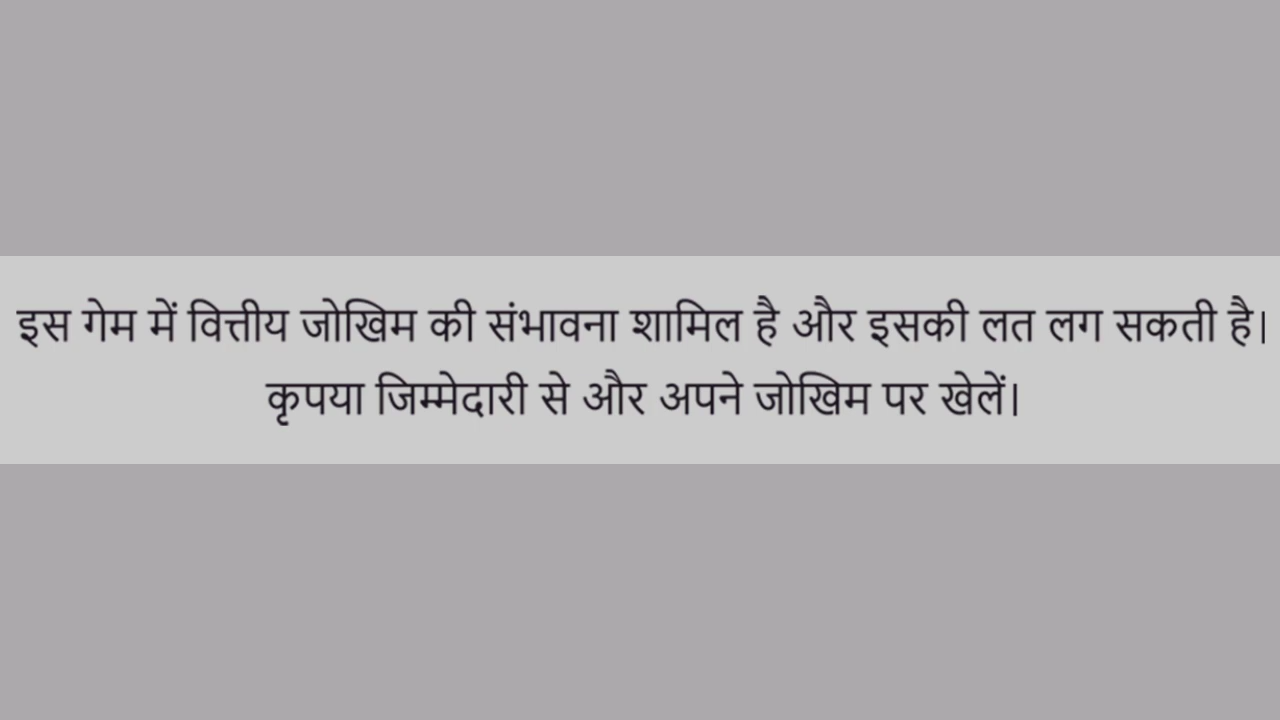 इस गेम में वित्तीय जोखिम की संभावना शामिल है और इसकी लत लग सकती है।
कृपया जिम्मेदारी से और अपने जोखिम पर खेलें।